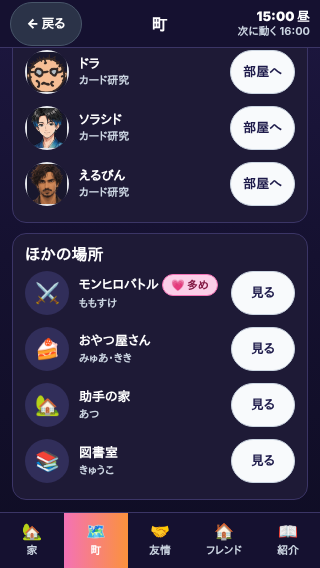 ← 戻る
町
15:00 昼
次に動く 16:00
ドラ
カード研究
部屋へ
ソラシド
カード研究
部屋へ
えるびん
カード研究
部屋へ
ほかの場所
モンヒロバトル 💗 多め
ももすけ
見る
おやつ屋さん
みゅあ・きき
見る
助手の家
あつ
見る
図書室
きゅうこ
見る
家
町
友情
フレンド
紹介